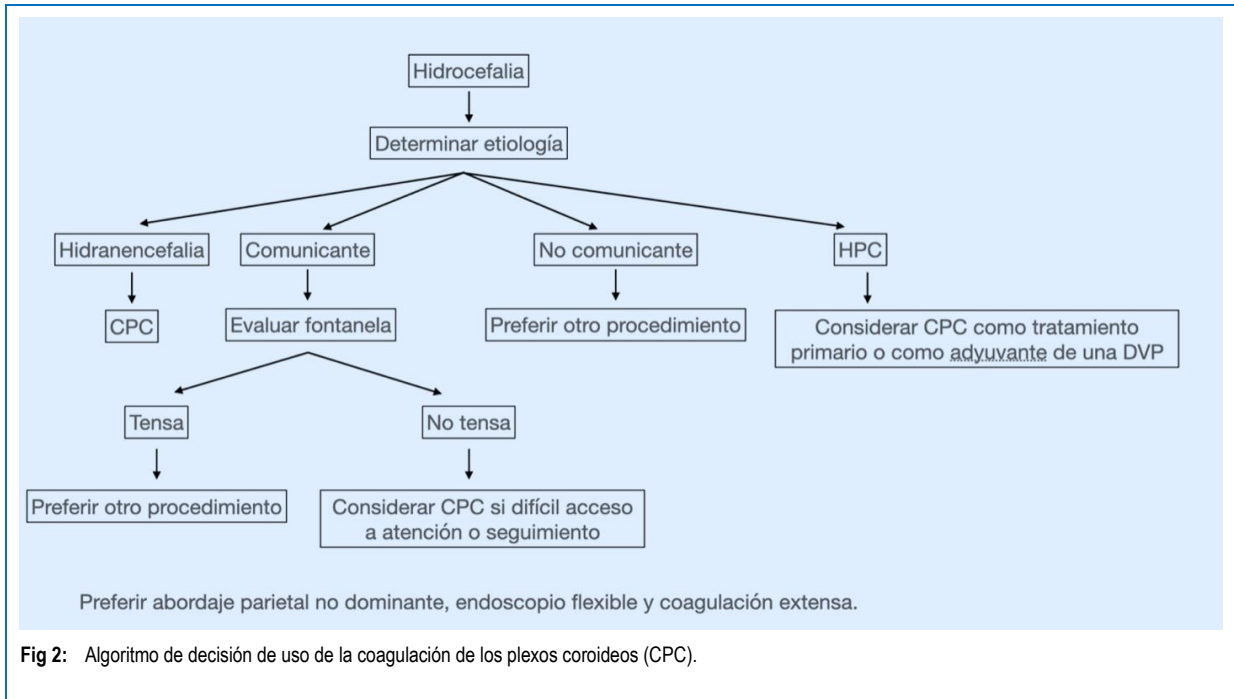 Hidrocefalia
Determinar etiología
Hidranencefalia
Comunicante
No comunicante
HPC
CPC
Evaluar fontanela
Preferir otro procedimiento
Considerar CPC como tratamiento
primario o como adyuvante de una DVP
Tensa
No tensa
Preferir otro procedimiento
Considerar CPC si difícil acceso
a atención o seguimiento
Preferir abordaje parietal no dominante, endoscopio flexible y coagulación extensa.
Fig 2: Algoritmo de decisión de uso de la coagulación de los plexos coroideos (CPC).